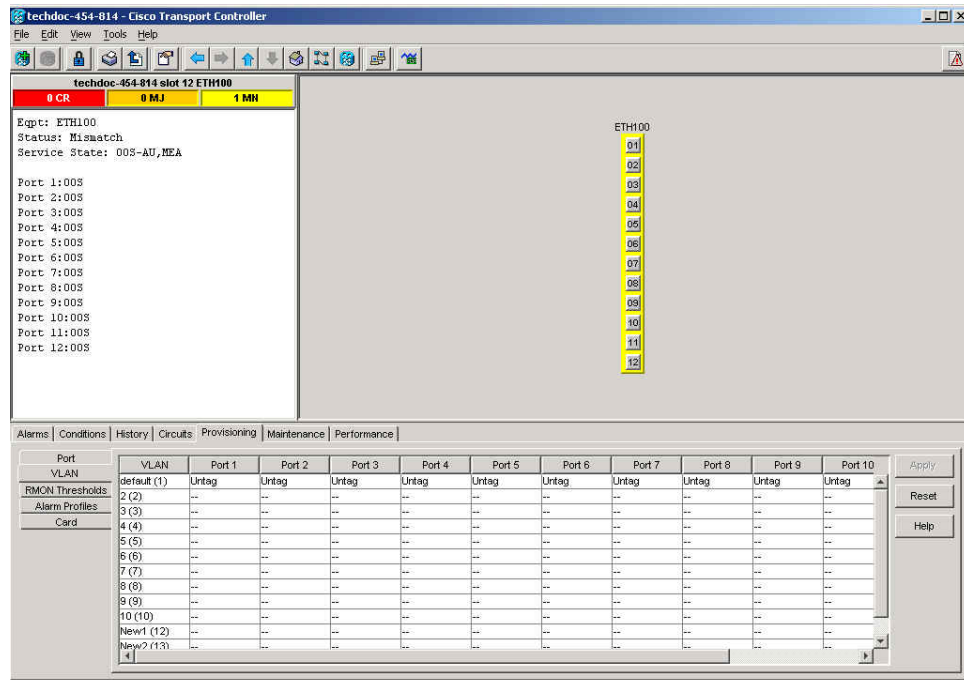 techdoc-454-814 - Cisco Transport Controller
File Edit View Tools Help
techdoc-454-814 slot 12 ETH100
0 CR 0 MJ 1 MN
Eqpt: ETH100
Status: Mismatch
Service State: OOS-AU,MEA
Port 1:OOS
Port 2:OOS
Port 3:OOS
Port 4:OOS
Port 5:OOS
Port 6:OOS
Port 7:OOS
Port 8:OOS
Port 9:OOS
Port 10:OOS
Port 11:OOS
Port 12:OOS
ETH100
01
02
03
04
05
06
07
08
09
10
11
12
Alarms Conditions History Circuits Provisioning Maintenance Performance
Port
VLAN
RMON Thresholds
Alarm Profiles
Card
VLAN Port 1 Port 2 Port 3 Port 4 Port 5 Port 6 Port 7 Port 8 Port 9 Port 10
default (1) Untag Untag Untag Untag Untag Untag Untag Untag Untag Untag
2 (2) -- -- -- -- -- -- -- -- -- --
3 (3) -- -- -- -- -- -- -- -- -- --
4 (4) -- -- -- -- -- -- -- -- -- --
5 (5) -- -- -- -- -- -- -- -- -- --
6 (6) -- -- -- -- -- -- -- -- -- --
7 (7) -- -- -- -- -- -- -- -- -- --
8 (8) -- -- -- -- -- -- -- -- -- --
9 (9) -- -- -- -- -- -- -- -- -- --
10 (10) -- -- -- -- -- -- -- -- -- --
New1 (12) -- -- -- -- -- -- -- -- -- --
New2 (13) -- -- -- -- -- -- -- -- -- --
Apply
Reset
Help